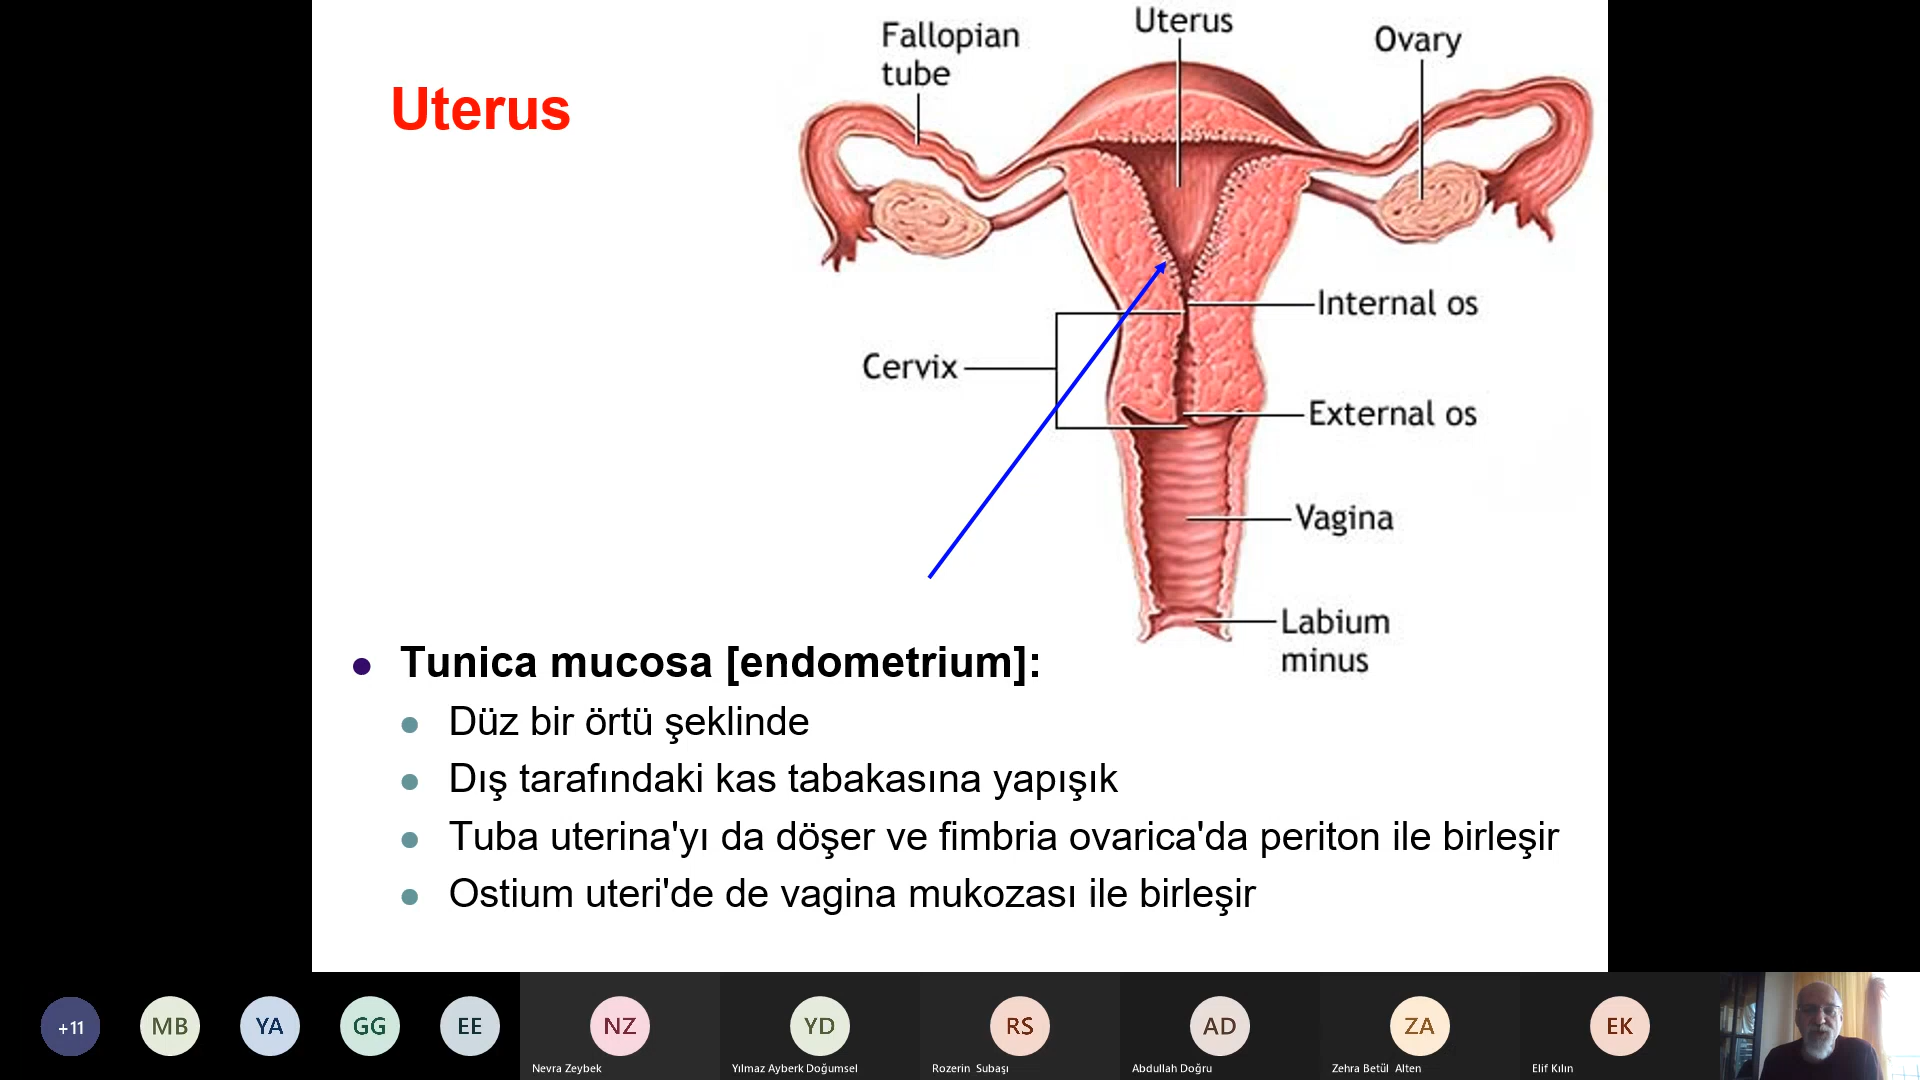 Uterus
Fallopian
tube
Uterus
Ovary
Internal os
Cervix
External os
Vagina
Labium
minus
Tunica mucosa [endometrium]:
Düz bir örtü şeklinde
Dış tarafındaki kas tabakasına yapışık
Tuba uterina'yı da döşer ve fimbria ovarica'da periton ile birleşir
Ostium uteri'de de vagina mukozası ile birleşir
+11
MB
YA
GG
EE
NZ
Nevra Zeybek
YD
Yılmaz Ayberk Doğumsel
RS
Rozerin Subaşı
AD
Abdullah Doğru
ZA
Zehra Betül Alten
EK
Elif Kılın